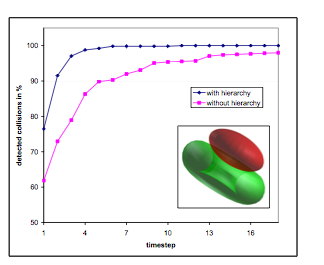 100
90
80
70
60
50
detected collisions in %
with hierarchy
without hierarchy
1 4 7 10 13 16
timestep